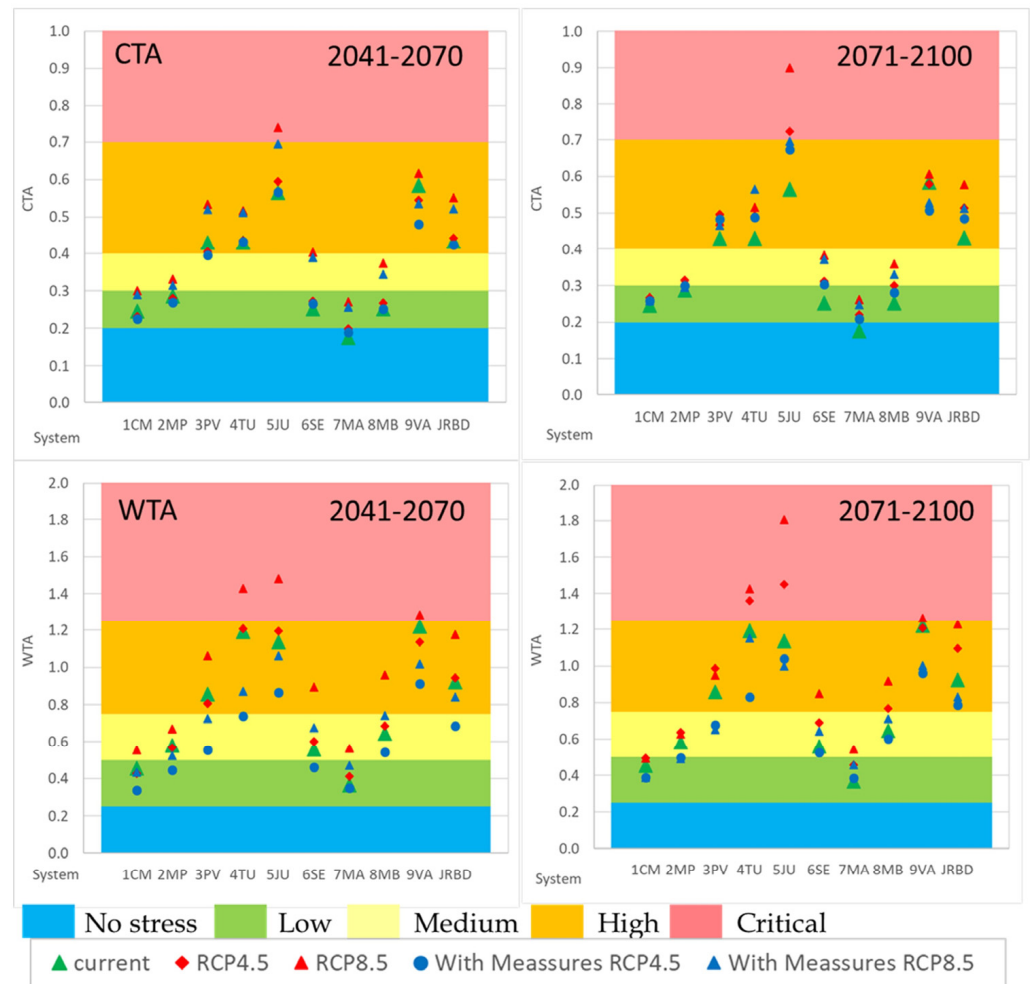 CTA 2041-2070
1.0
0.9
0.8
0.7
0.6
0.5
0.4
0.3
0.2
0.1
0.0
CTA
1CM 2MP 3PV 4TU 5JU 6SE 7MA 8MB 9VA JRBD
System
2071-2100
1.0
0.9
0.8
0.7
0.6
0.5
0.4
0.3
0.2
0.1
0.0
CTA
1CM 2MP 3PV 4TU 5JU 6SE 7MA 8MB 9VA JRBD
System
WTA 2041-2070
2.0
1.8
1.6
1.4
1.2
1.0
0.8
0.6
0.4
0.2
0.0
WTA
1CM 2MP 3PV 4TU 5JU 6SE 7MA 8MB 9VA JRBD
System
2071-2100
2.0
1.8
1.6
1.4
1.2
1.0
0.8
0.6
0.4
0.2
0.0
WTA
1CM 2MP 3PV 4TU 5JU 6SE 7MA 8MB 9VA JRBD
System
No stress Low Medium High Critical
current RCP4.5 RCP8.5 With Meassures RCP4.5 With Meassures RCP8.5